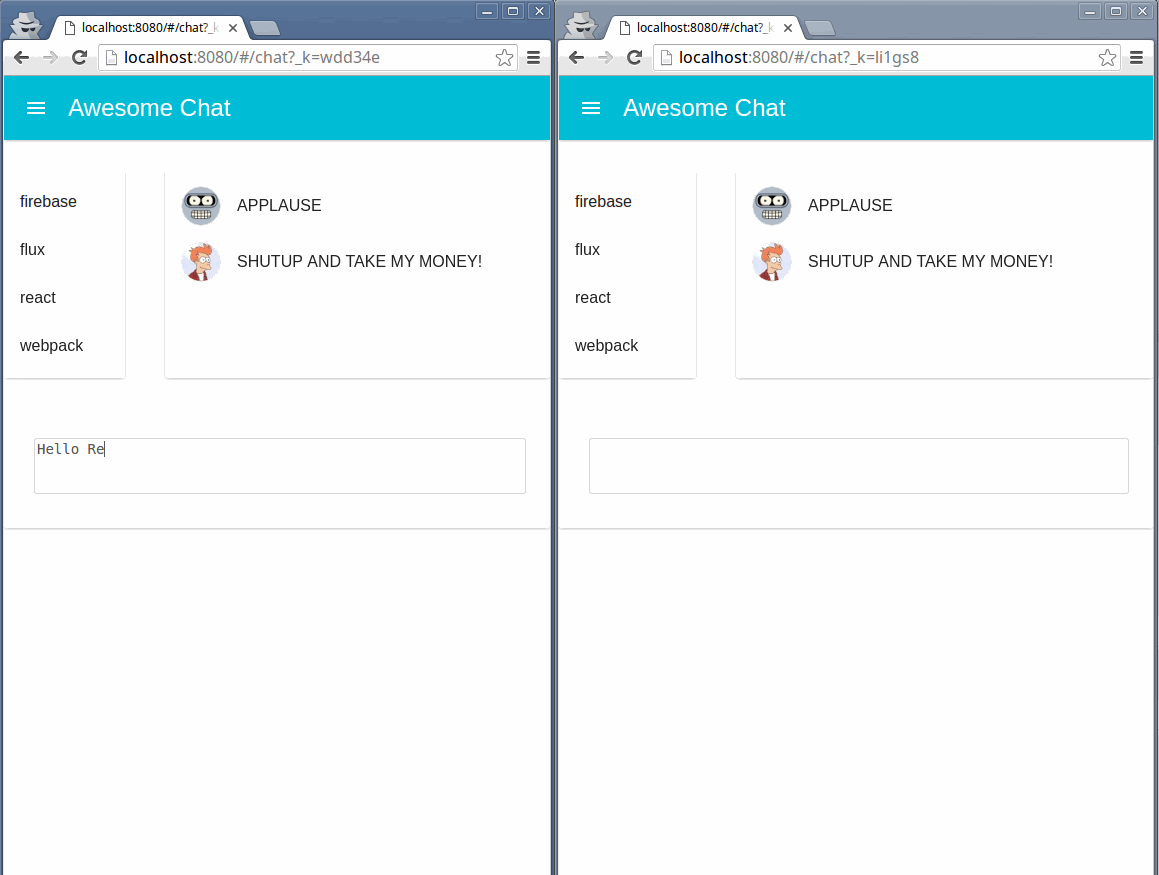 localhost:8080/#/chat?_k
localhost:8080/#/chat?_k=wdd34e
Awesome Chat
firebase
flux
react
webpack
APPLAUSE
SHUTUP AND TAKE MY MONEY!
Hello Re
localhost:8080/#/chat?_k
localhost:8080/#/chat?_k=li1gs8
Awesome Chat
firebase
flux
react
webpack
APPLAUSE
SHUTUP AND TAKE MY MONEY!